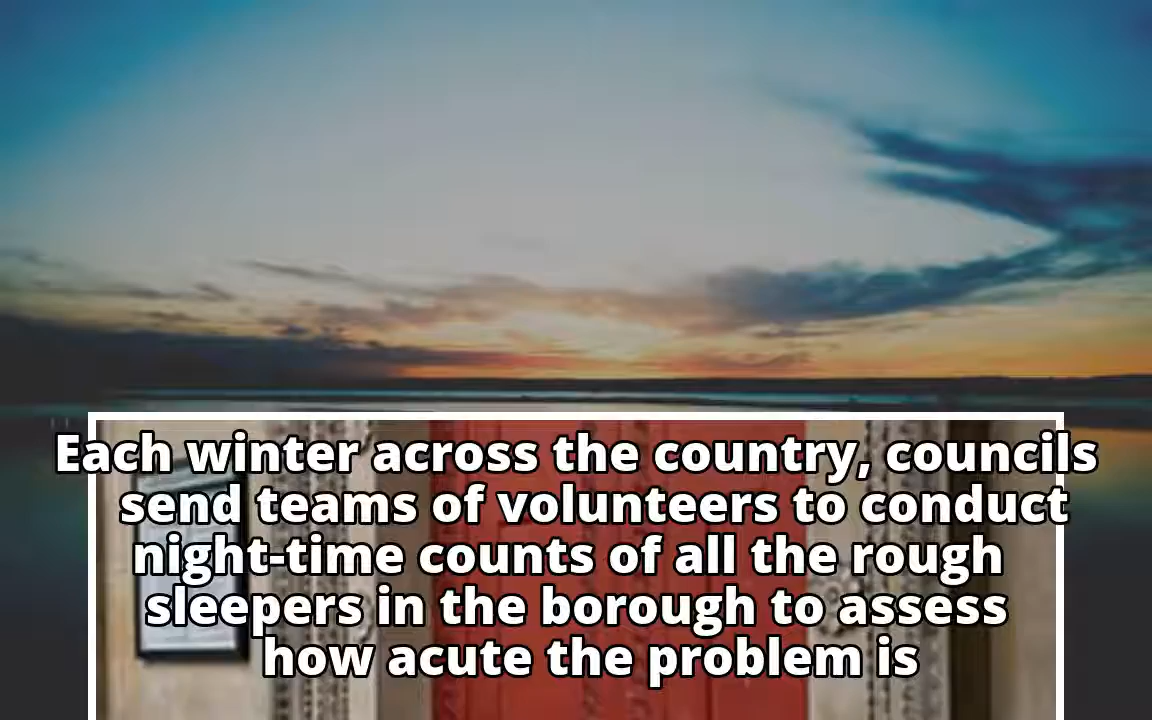 Each winter across the country, councils
send teams of volunteers to conduct
night-time counts of all the rough
sleepers in the borough to assess
how acute the problem is